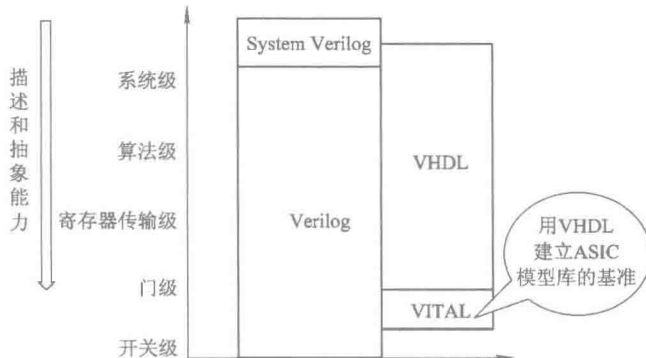 描述和抽象能力
系统级
算法级
寄存器传输级
门级
开关级
System Verilog
Verilog
VHDL
VITAL
用VHDL
建立ASIC
模型库的基准